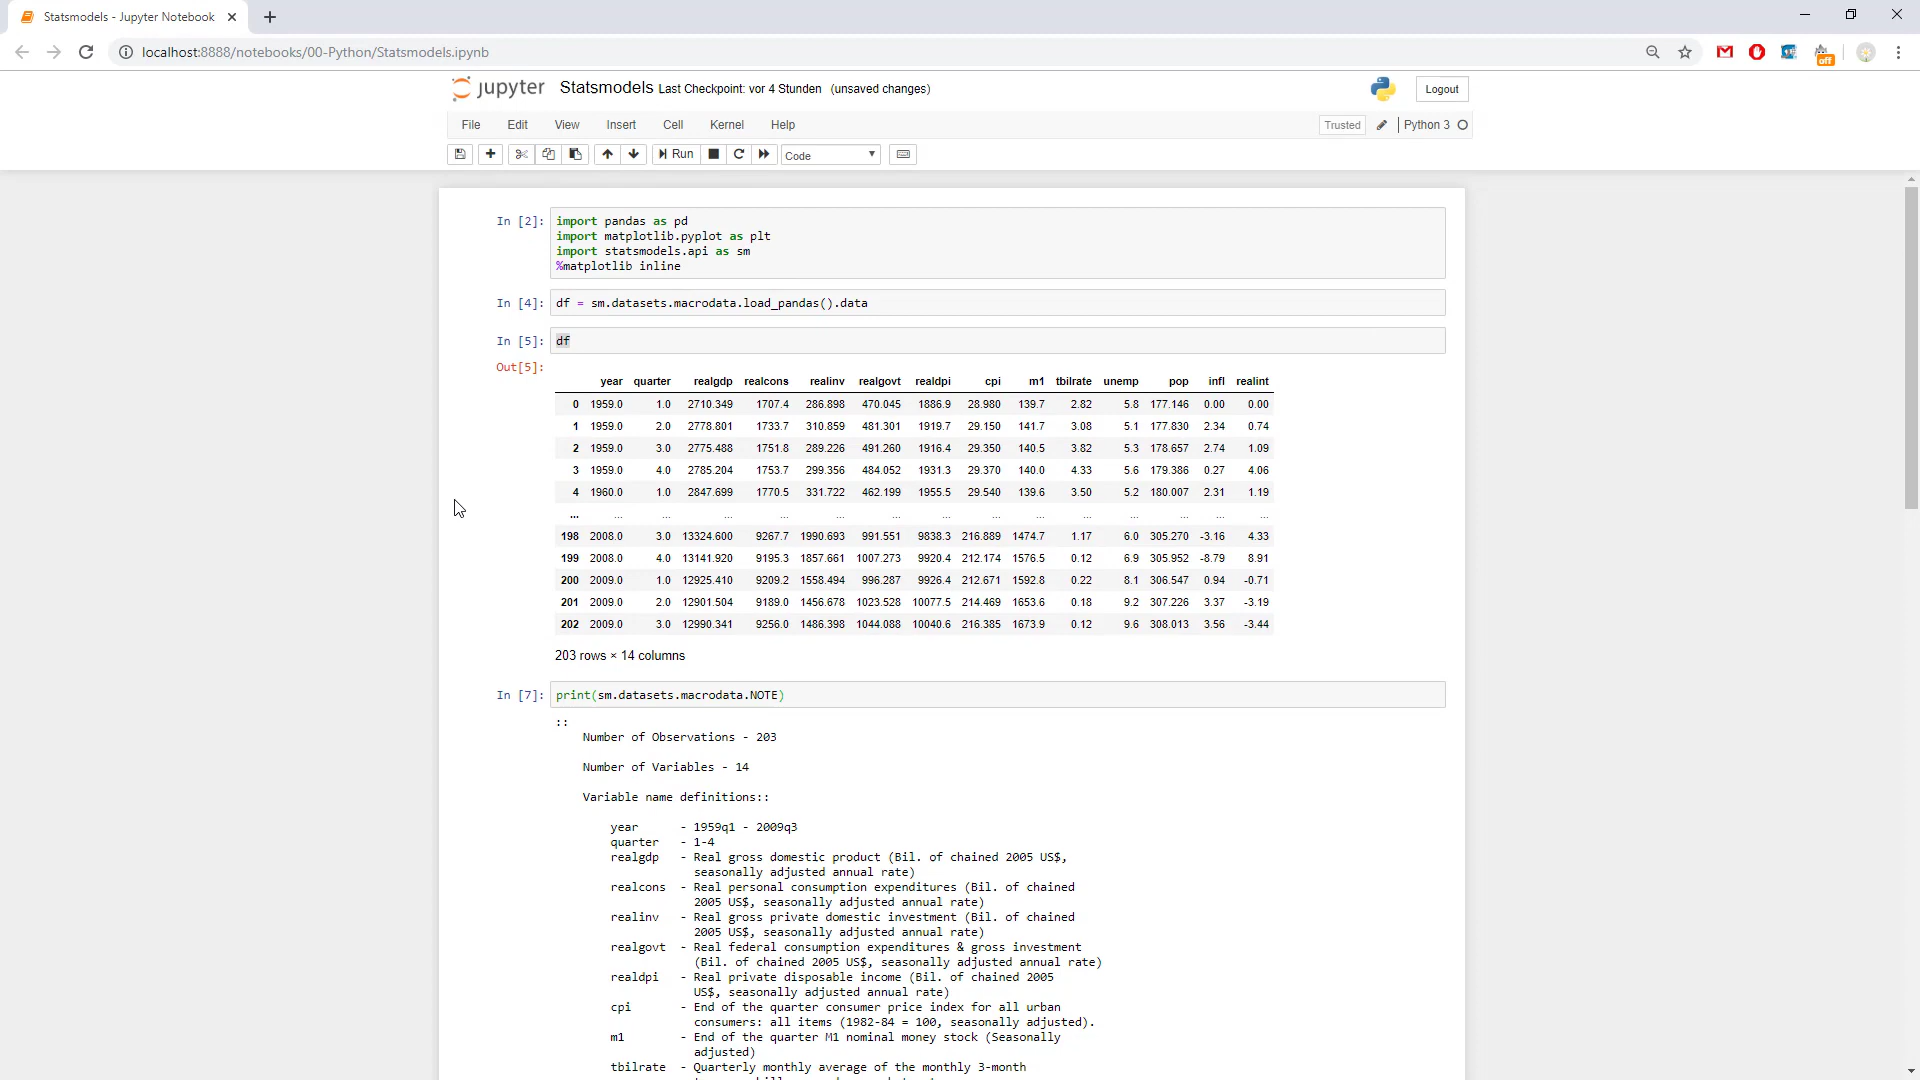 Statsmodels - Jupyter Notebook
localhost:8888/notebooks/00-Python/Statsmodels.ipynb
off
jupyter Statsmodels Last Checkpoint: vor 4 Stunden (unsaved changes) Logout
File Edit View Insert Cell Kernel Help Trusted Python 3
Run Code
In [2]: import pandas as pd
import matplotlib.pyplot as plt
import statsmodels.api as sm
%matplotlib inline
In [4]: df = sm.datasets.macrodata.load_pandas().data
In [5]: df
Out[5]:
year quarter realgdp realcons realinv realgovt realdpi cpi m1 tbilrate unemp pop infl realint
0 1959.0 1.0 2710.349 1707.4 286.898 470.045 1886.9 28.980 139.7 2.82 5.8 177.146 0.00 0.00
1 1959.0 2.0 2778.801 1733.7 310.859 481.301 1919.7 29.150 141.7 3.08 5.1 177.830 2.34 0.74
2 1959.0 3.0 2775.488 1751.8 289.226 491.260 1916.4 29.350 140.5 3.82 5.3 178.657 2.74 1.09
3 1959.0 4.0 2785.204 1753.7 299.356 484.052 1931.3 29.370 140.0 4.33 5.6 179.386 0.27 4.06
4 1960.0 1.0 2847.699 1770.5 331.722 462.199 1955.5 29.540 139.6 3.50 5.2 180.007 2.31 1.19
... ... ... ... ... ... ... ... ... ... ... ... ... ... ...
198 2008.0 3.0 13324.600 9267.7 1990.693 991.551 9838.3 216.889 1474.7 1.17 6.0 305.270 -3.16 4.33
199 2008.0 4.0 13141.920 9195.3 1857.661 1007.273 9920.4 212.174 1576.5 0.12 6.9 305.952 -8.79 8.91
200 2009.0 1.0 12925.410 9209.2 1558.494 996.287 9926.4 212.671 1592.8 0.22 8.1 306.547 0.94 -0.71
201 2009.0 2.0 12901.504 9189.0 1456.678 1023.528 10077.5 214.469 1653.6 0.18 9.2 307.226 3.37 -3.19
202 2009.0 3.0 12990.341 9256.0 1486.398 1044.088 10040.6 216.385 1673.9 0.12 9.6 308.013 3.56 -3.44
203 rows × 14 columns
In [7]: print(sm.datasets.macrodata.NOTE)
::
Number of Observations - 203
Number of Variables - 14
Variable name definitions::
year - 1959q1 - 2009q3
quarter - 1-4
realgdp - Real gross domestic product (Bil. of chained 2005 US$,
seasonally adjusted annual rate)
realcons - Real personal consumption expenditures (Bil. of chained
2005 US$, seasonally adjusted annual rate)
realinv - Real gross private domestic investment (Bil. of chained
2005 US$, seasonally adjusted annual rate)
realgovt - Real federal consumption expenditures & gross investment
(Bil. of chained 2005 US$, seasonally adjusted annual rate)
realdpi - Real private disposable income (Bil. of chained 2005
US$, seasonally adjusted annual rate)
cpi - End of the quarter consumer price index for all urban
consumers: all items (1982-84 = 100, seasonally adjusted).
m1 - End of the quarter M1 nominal money stock (Seasonally
adjusted)
tbilrate - Quarterly monthly average of the monthly 3-month